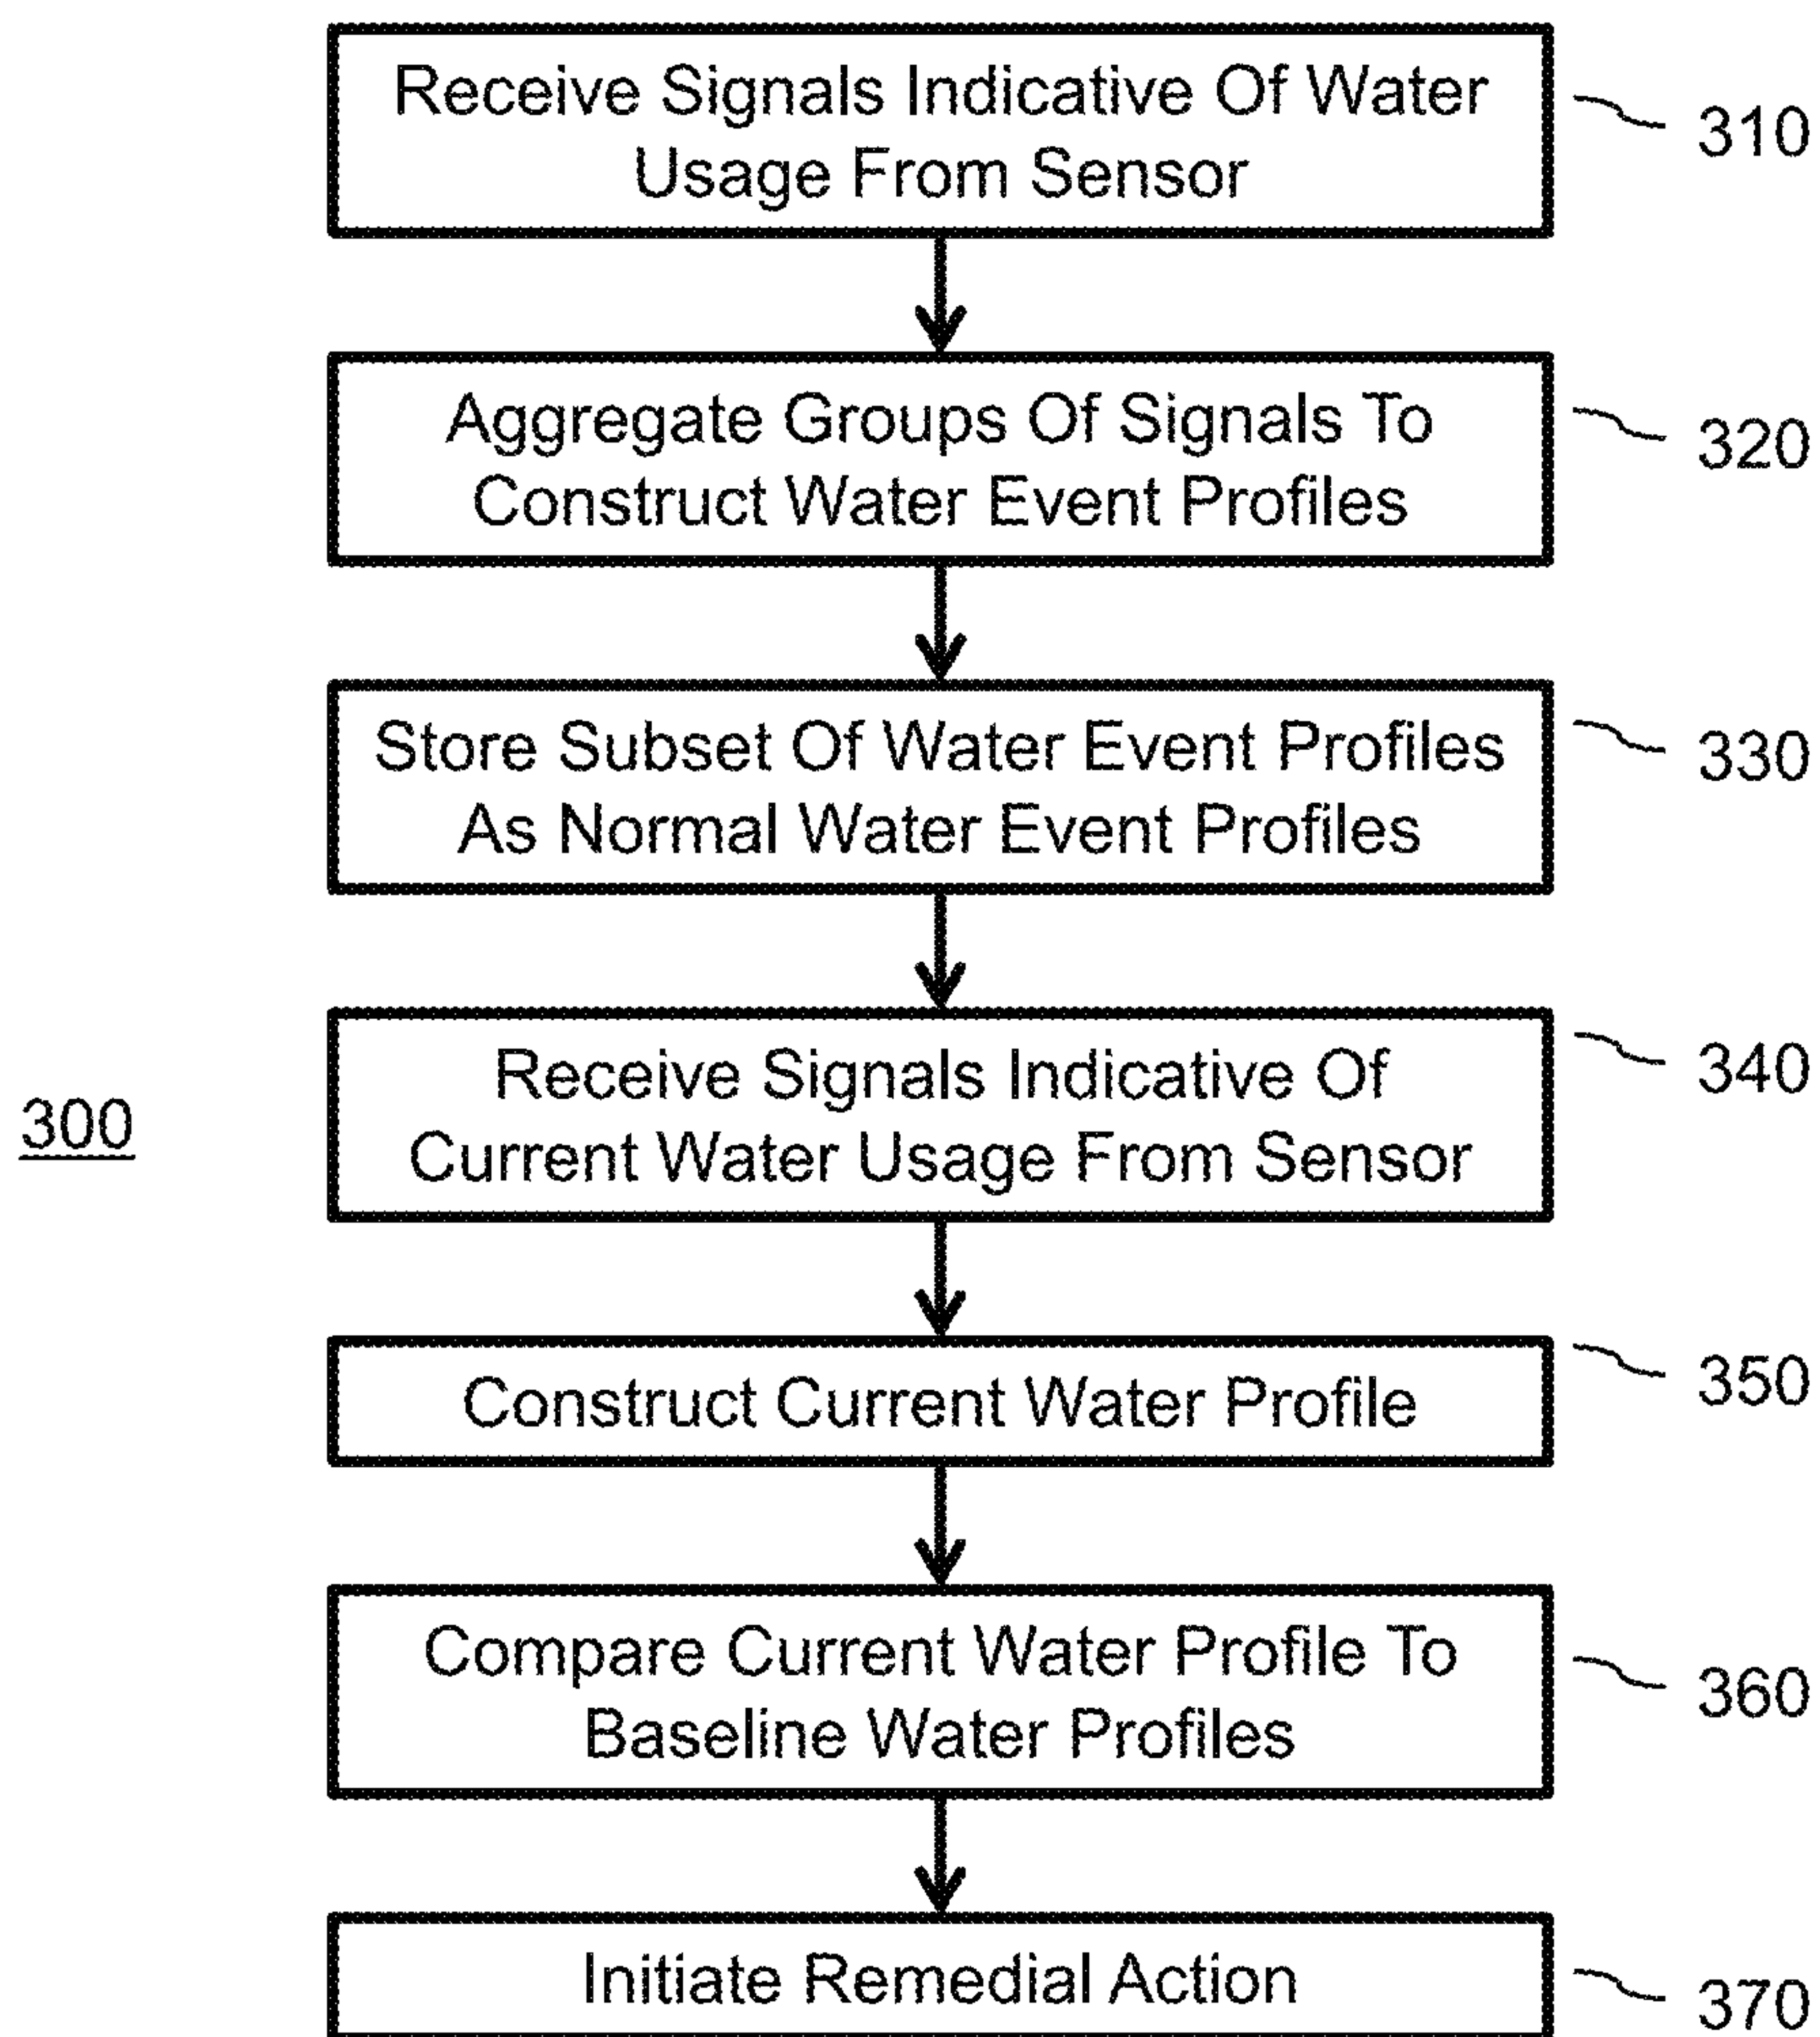 Receive Signals Indicative Of Water
Usage From Sensor
310
Aggregate Groups Of Signals To
Construct Water Event Profiles
320
Store Subset Of Water Event Profiles
As Normal Water Event Profiles
330
Receive Signals Indicative Of
Current Water Usage From Sensor
340
300
Construct Current Water Profile
350
Compare Current Water Profile To
Baseline Water Profiles
360
Initiate Remedial Action
370